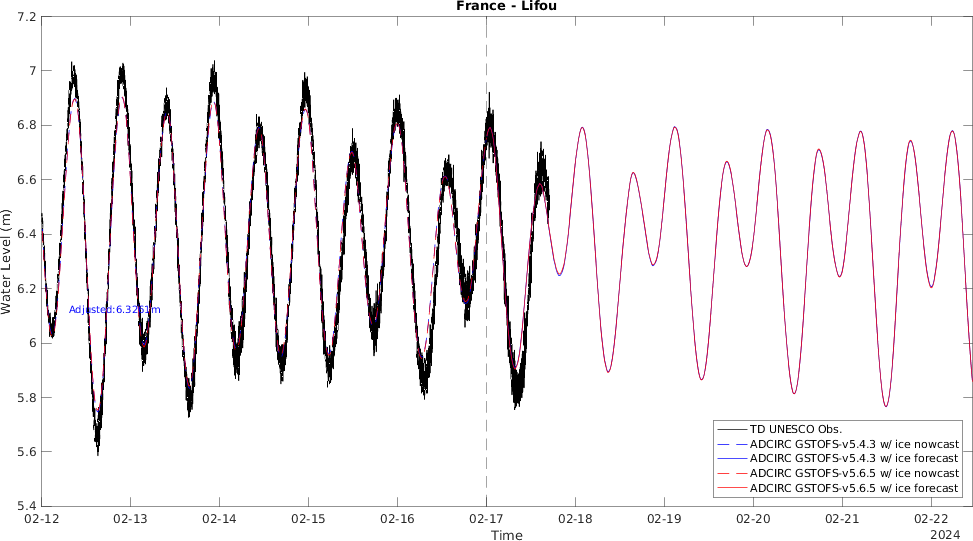 France - Lifou
Water Level (m)
7.2
7
6.8
6.6
6.4
6.2
6
5.8
5.6
5.4
Adjusted:6.3261m
TD UNESCO Obs.
ADCIRC GSTOFS-v5.4.3 w/ ice nowcast
ADCIRC GSTOFS-v5.4.3 w/ ice forecast
ADCIRC GSTOFS-v5.6.5 w/ ice nowcast
ADCIRC GSTOFS-v5.6.5 w/ ice forecast
02-12 02-13 02-14 02-15 02-16 02-17 02-18 02-19 02-20 02-21 02-22
Time
2024